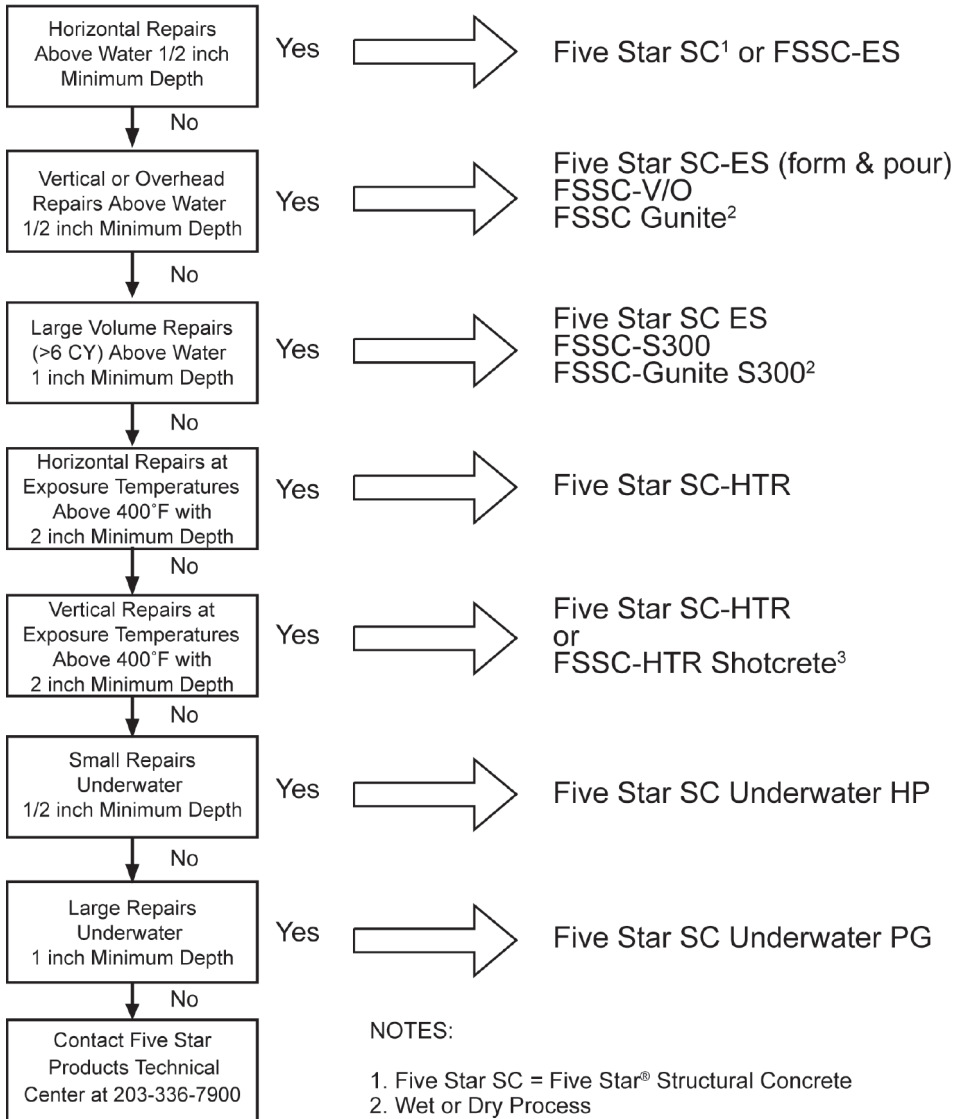 Horizontal Repairs
Above Water 1/2 inch
Minimum Depth
Yes
Five Star SC¹ or FSSC-ES
No
Vertical or Overhead
Repairs Above Water
1/2 inch Minimum Depth
Yes
Five Star SC-ES (form & pour)
FSSC-V/O
FSSC Gunite²
No
Large Volume Repairs
(>6 CY) Above Water
1 inch Minimum Depth
Yes
Five Star SC ES
FSSC-S300
FSSC-Gunite S300²
No
Horizontal Repairs at
Exposure Temperatures
Above 400˚F with
2 inch Minimum Depth
Yes
Five Star SC-HTR
No
Vertical Repairs at
Exposure Temperatures
Above 400˚F with
2 inch Minimum Depth
Yes
Five Star SC-HTR
or
FSSC-HTR Shotcrete³
No
Small Repairs
Underwater
1/2 inch Minimum Depth
Yes
Five Star SC Underwater HP
No
Large Repairs
Underwater
1 inch Minimum Depth
Yes
Five Star SC Underwater PG
No
Contact Five Star
Products Technical
Center at 203-336-7900
NOTES:
1. Five Star SC = Five Star® Structural Concrete
2. Wet or Dry Process